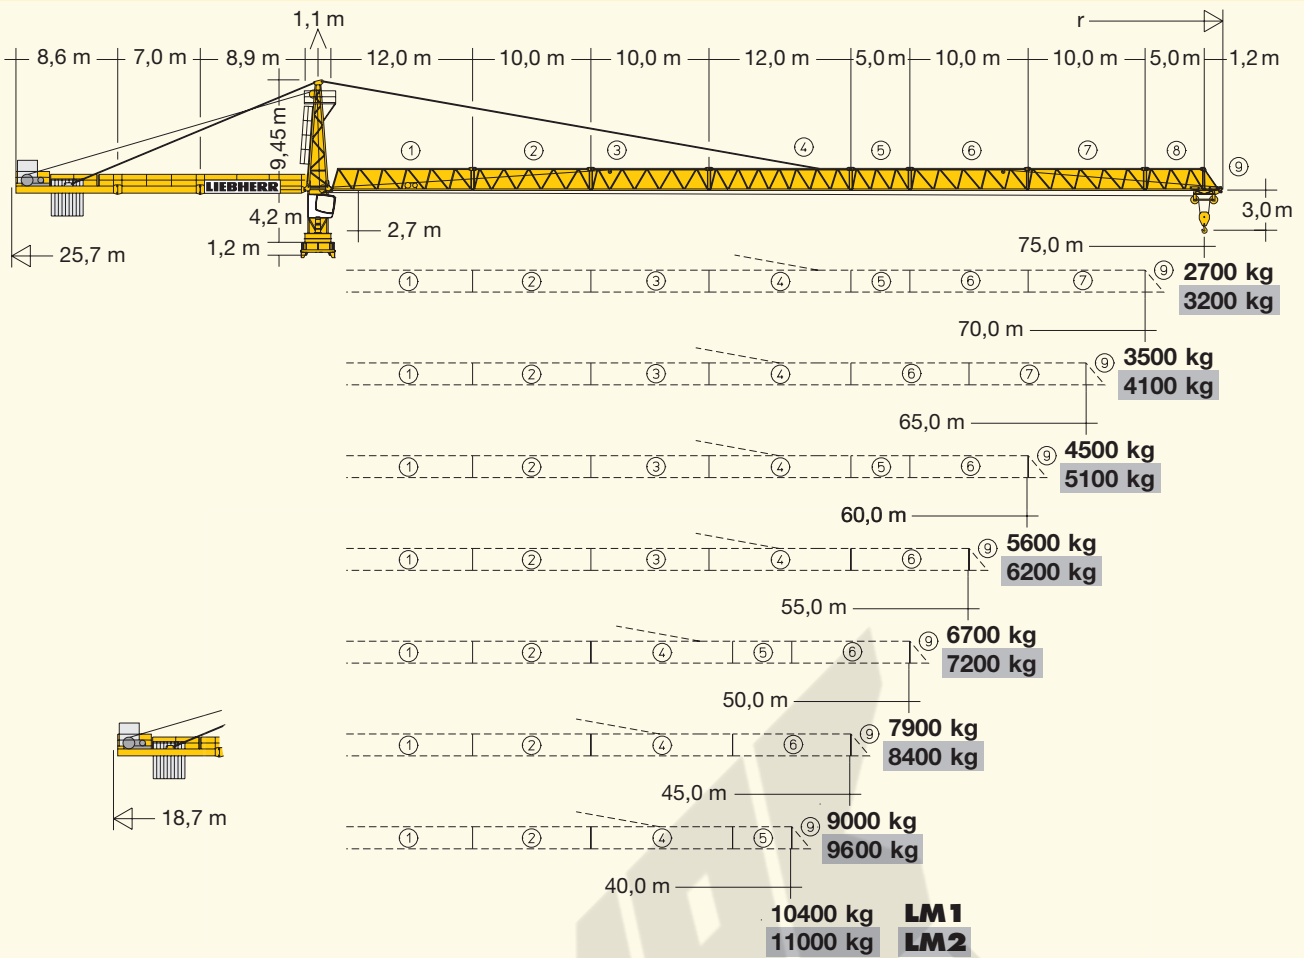 1,1 m
r
8,6 m 7,0 m 8,9 m 12,0 m 10,0 m 10,0 m 12,0 m 5,0 m 10,0 m 10,0 m 5,0 m 1,2 m
9,45 m
1 2 3 4 5 6 7 8 9
LIEBHERR
4,2 m
2,7 m
3,0 m
1,2 m
25,7 m
75,0 m
1 2 3 4 5 6 7 9 2700 kg
3200 kg
70,0 m
1 2 3 4 6 7 9 3500 kg
4100 kg
65,0 m
1 2 3 4 5 6 9 4500 kg
5100 kg
60,0 m
1 2 3 4 6 9 5600 kg
6200 kg
55,0 m
1 2 4 5 6 9 6700 kg
7200 kg
50,0 m
1 2 4 6 9 7900 kg
8400 kg
18,7 m
45,0 m
1 2 4 5 9 9000 kg
9600 kg
40,0 m
10400 kg LM1
11000 kg LM2